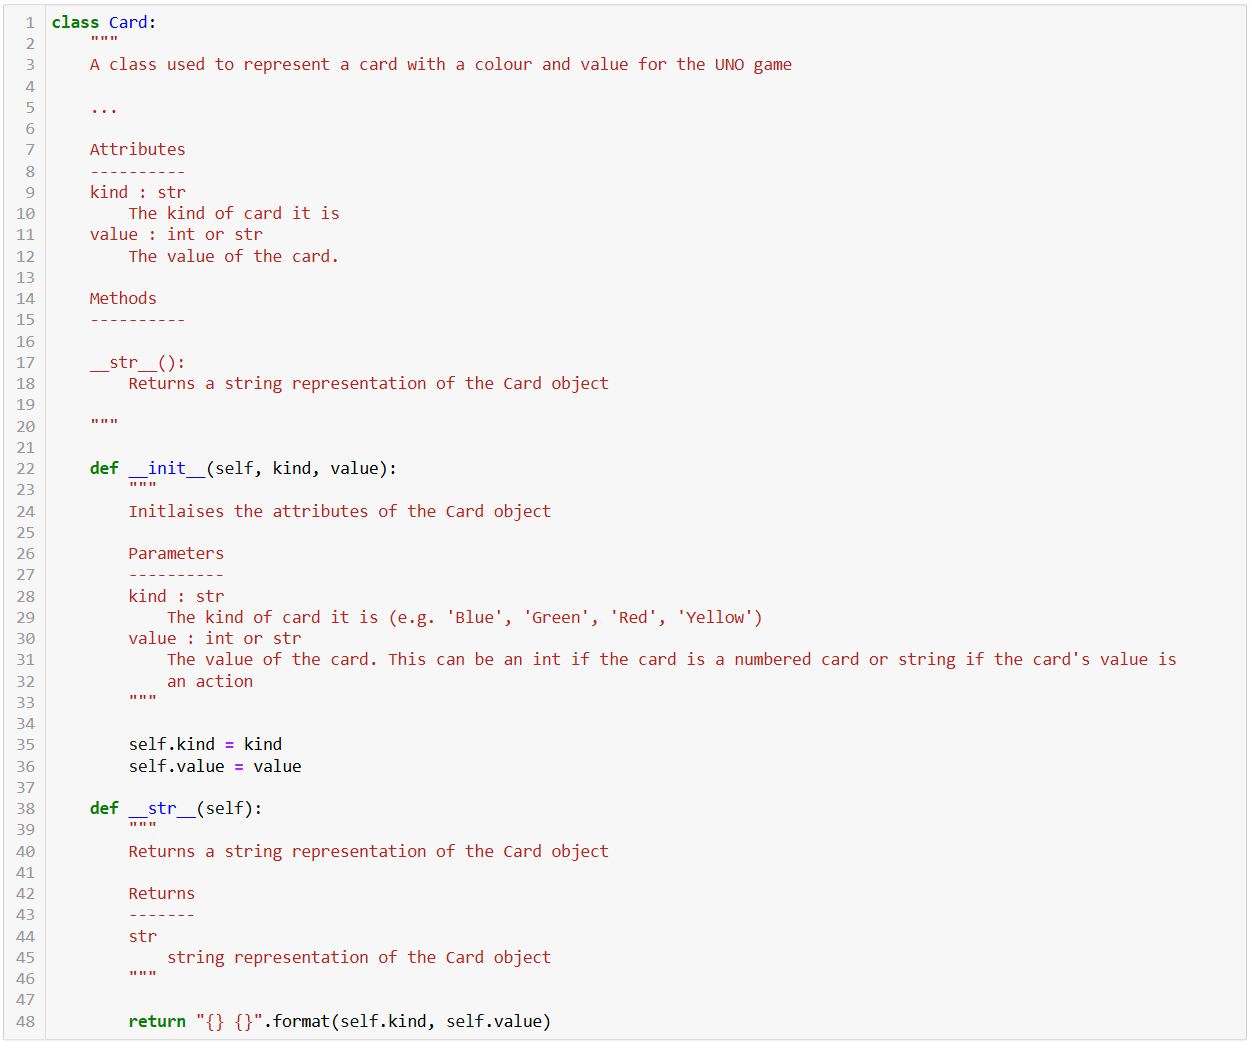 1 class Card:
2     """
3     A class used to represent a card with a colour and value for the UNO game
4
5     ...
6
7     Attributes
8     ----------
9     kind : str
10         The kind of card it is
11     value : int or str
12         The value of the card.
13
14     Methods
15     ----------
16
17     __str__():
18         Returns a string representation of the Card object
19
20     """
21
22     def __init__(self, kind, value):
23         """
24         Initlaises the attributes of the Card object
25
26         Parameters
27         ----------
28         kind : str
29             The kind of card it is (e.g. 'Blue', 'Green', 'Red', 'Yellow')
30         value : int or str
31             The value of the card. This can be an int if the card is a numbered card or string if the card's value is
32             an action
33         """
34
35         self.kind = kind
36         self.value = value
37
38     def __str__(self):
39         """
40         Returns a string representation of the Card object
41
42         Returns
43         -------
44         str
45             string representation of the Card object
46         """
47
48         return "{} {}".format(self.kind, self.value)